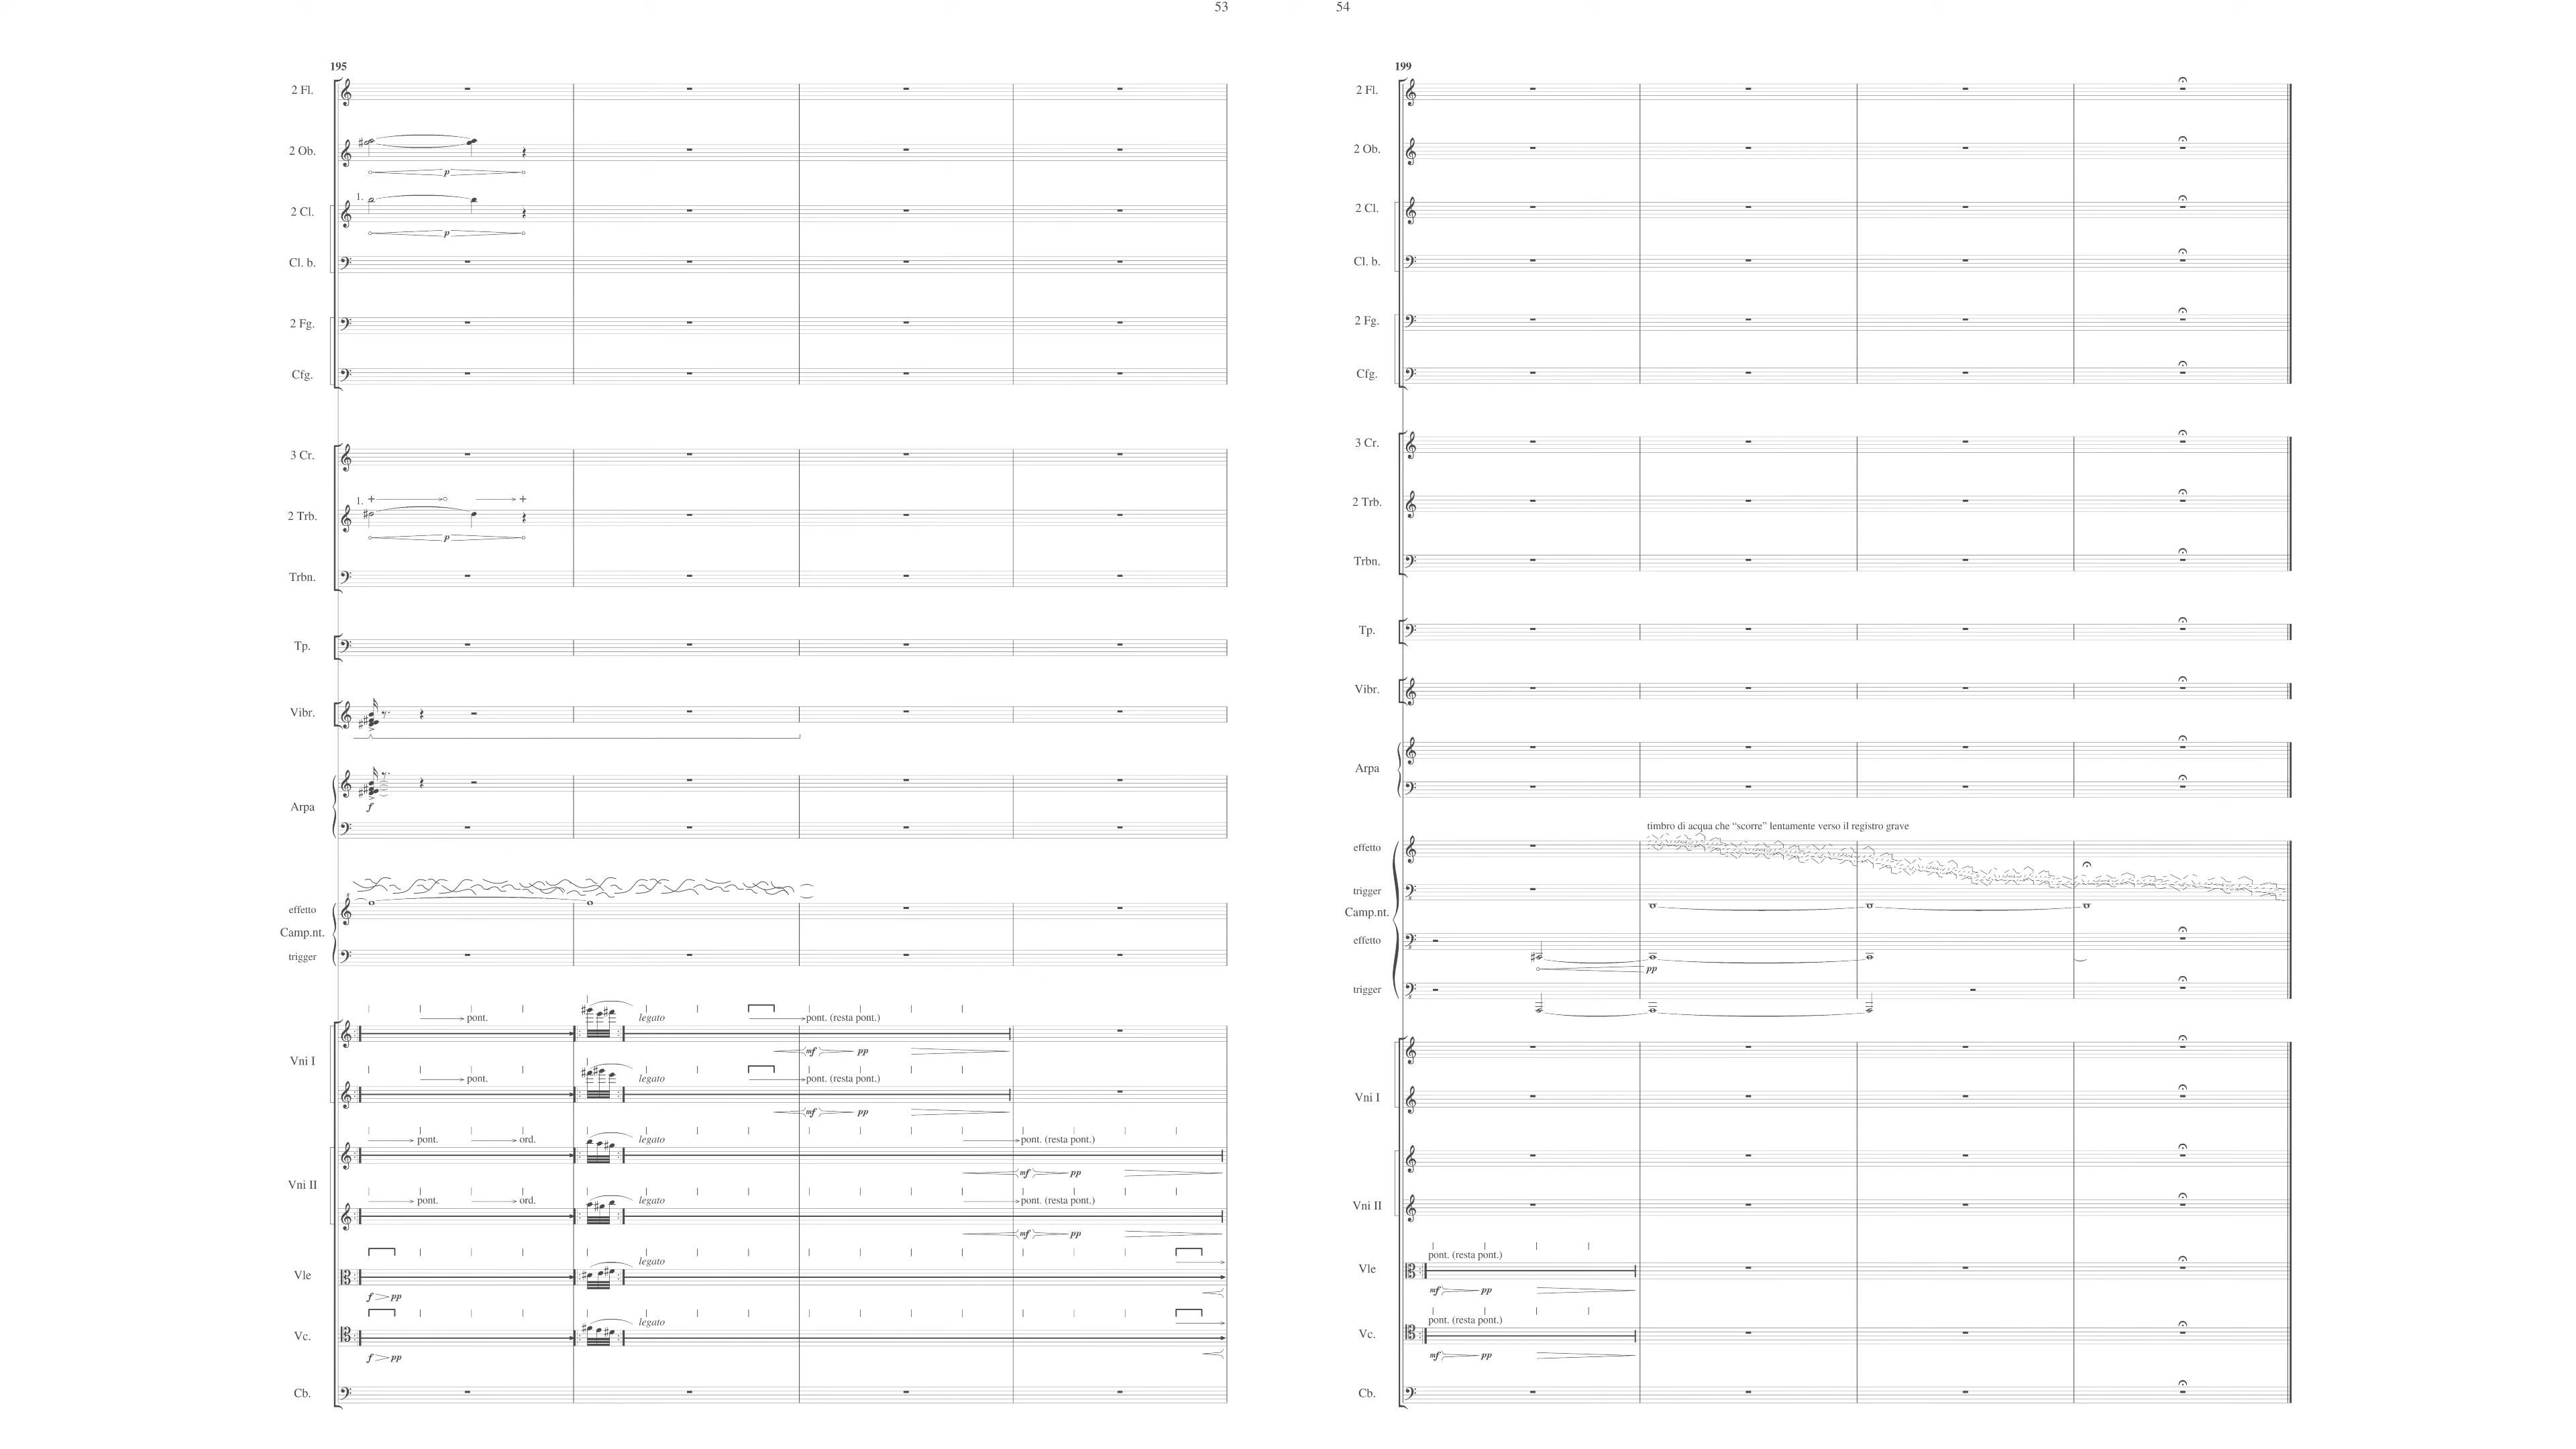 53
195
2 Fl.
2 Ob.
p
1.
2 Cl.
p
Cl. b.
2 Fg.
Cfg.
3 Cr.
1.
2 Trb.
p
Trbn.
Tp.
Vibr.
Arpa
f
effetto
Camp.nt.
trigger
pont.
legato
pont. (resta pont.)
Vni I
mf pp
pont.
legato
pont. (resta pont.)
mf pp
pont. ord.
legato
pont. (resta pont.)
mf pp
Vni II
pont. ord.
legato
pont. (resta pont.)
mf pp
legato
Vle
f pp
legato
Vc.
f pp
Cb.
54
199
2 Fl.
2 Ob.
2 Cl.
Cl. b.
2 Fg.
Cfg.
3 Cr.
2 Trb.
Trbn.
Tp.
Vibr.
Arpa
timbro di acqua che “scorre” lentamente verso il registro grave
effetto
trigger
Camp.nt.
effetto
pp
trigger
Vni I
Vni II
pont. (resta pont.)
Vle
mf pp
pont. (resta pont.)
Vc.
mf pp
Cb.